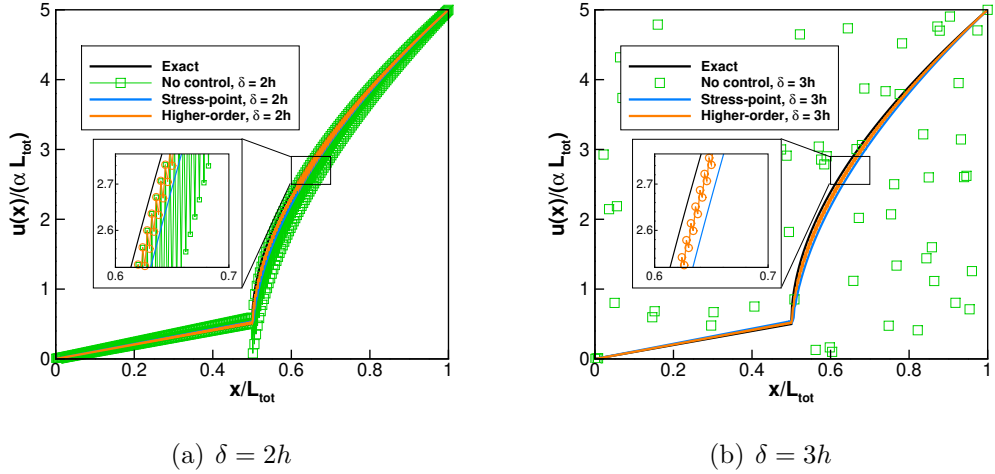 5
4
3
2
1
0
u(x)/(α L_tot)
Exact
No control, δ = 2h
Stress-point, δ = 2h
Higher-order, δ = 2h
2.7
2.6
0.6
0.7
0
0.2
0.4
0.6
0.8
1
x/L_tot
(a) δ = 2h
5
4
3
2
1
0
u(x)/(α L_tot)
Exact
No control, δ = 3h
Stress-point, δ = 3h
Higher-order, δ = 3h
2.7
2.6
0.6
0.7
0
0.2
0.4
0.6
0.8
1
x/L_tot
(b) δ = 3h